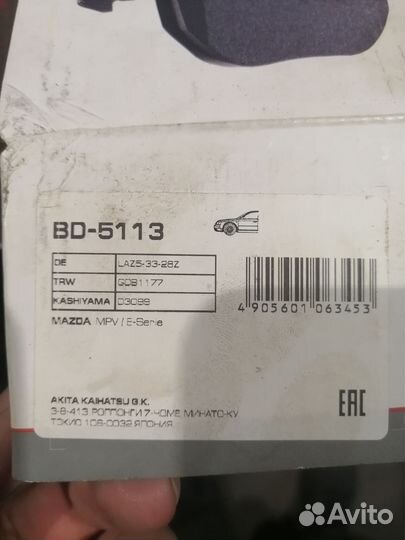 BD-5113
OE LAZ5-33-28Z
TRW GDB1177
KASHIYAMA D3089
MAZDA MPV / E-Serie
4 905601 063453
AKITA KAIHATSU G.K.
3-8-413 РОППОНГИ 7-ЧОМЕ МИНАТО-КУ
ТОКИО 106-0032 ЯПОНИЯ
EAC
Avito